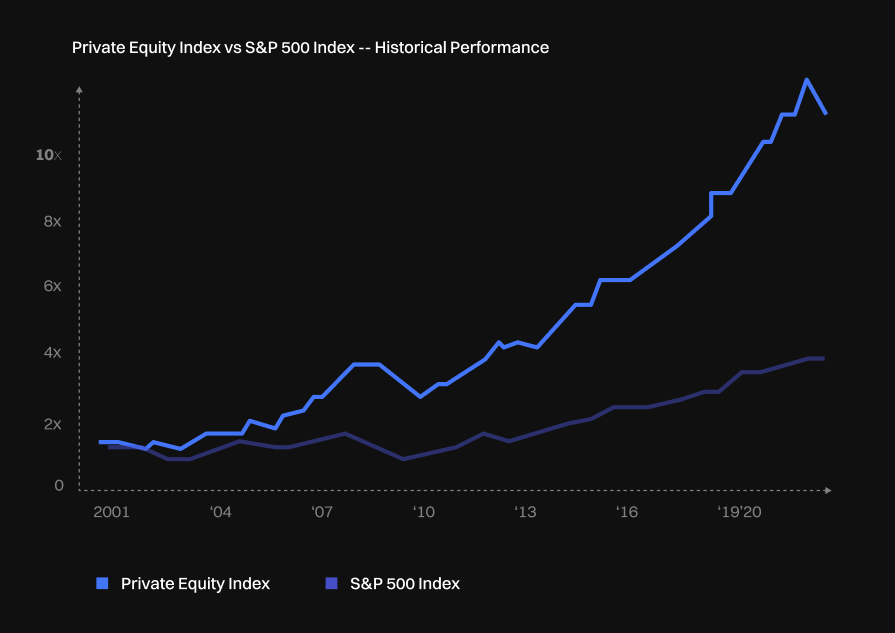 Private Equity Index vs S&P 500 Index -- Historical Performance
10x
8x
6x
4x
2x
0
2001 ‘04 ‘07 ‘10 ‘13 ‘16 ‘19‘20
Private Equity Index S&P 500 Index